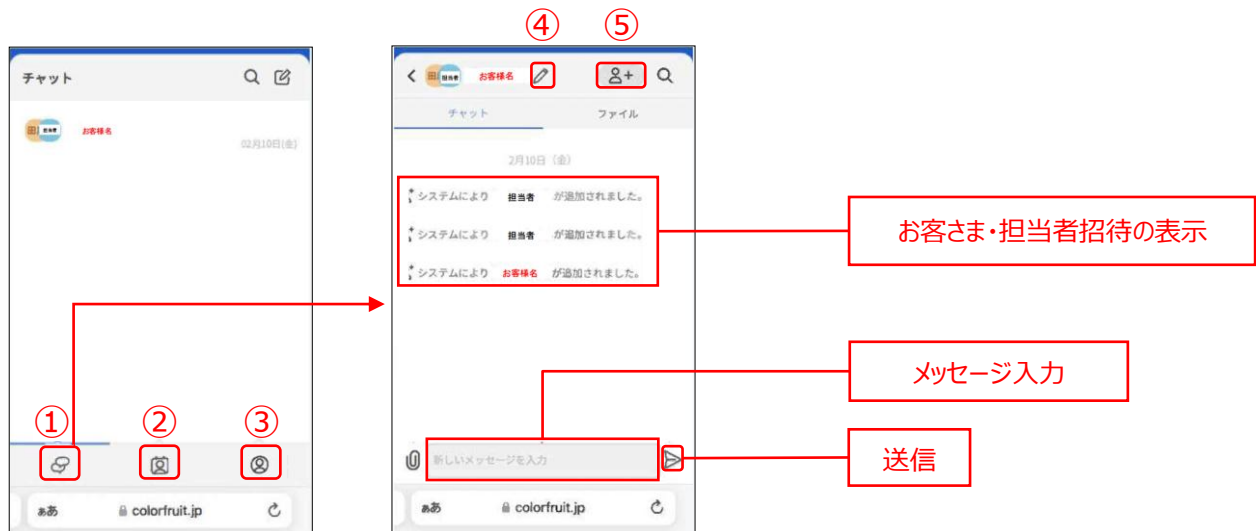 ④ ⑤
チャット
お客様名
02月10日(金)
① ② ③
ぁあ colorfruit.jp
担当者 お客様名
チャット ファイル
2月10日（金）
システムにより 担当者 が追加されました。
システムにより 担当者 が追加されました。
システムにより お客様名 が追加されました。
新しいメッセージを入力
ぁあ colorfruit.jp
お客さま・担当者招待の表示
メッセージ入力
送信